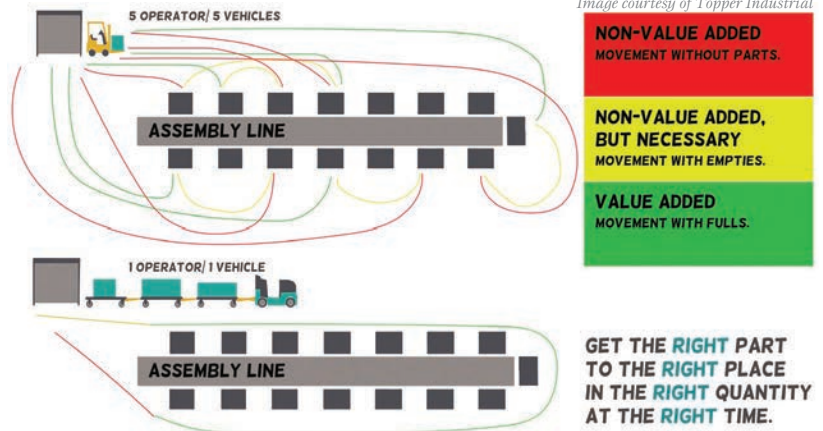 Image courtesy of Topper Industrial
5 OPERATOR/ 5 VEHICLES
ASSEMBLY LINE
NON-VALUE ADDED
MOVEMENT WITHOUT PARTS.
NON-VALUE ADDED,
BUT NECESSARY
MOVEMENT WITH EMPTIES.
VALUE ADDED
MOVEMENT WITH FULLS.
1 OPERATOR/ 1 VEHICLE
ASSEMBLY LINE
GET THE RIGHT PART
TO THE RIGHT PLACE
IN THE RIGHT QUANTITY
AT THE RIGHT TIME.